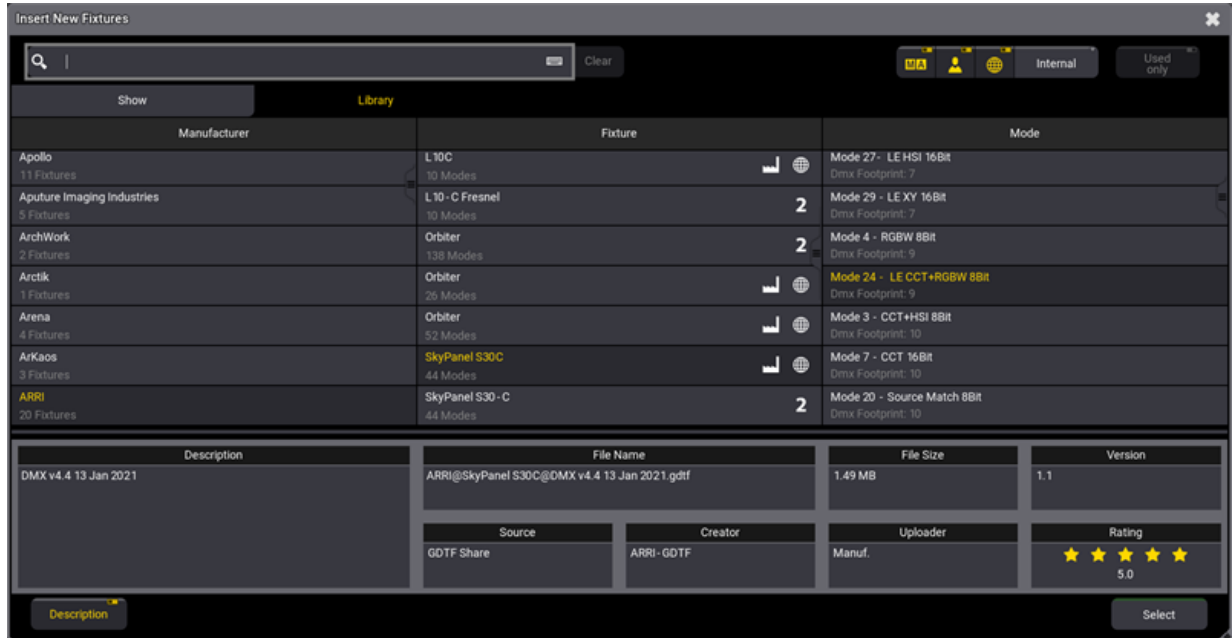 Insert New Fixtures
Clear
MA
Internal
Used only
Show
Library
Manufacturer
Fixture
Mode
Apollo
11 Fixtures
L10C
10 Modes
Mode 27- LE HSI 16Bit
Dmx Footprint: 7
Aputure Imaging Industries
5 Fixtures
L10-C Fresnel
10 Modes
2
Mode 29 - LE XY 16Bit
Dmx Footprint: 7
ArchWork
2 Fixtures
Orbiter
138 Modes
2
Mode 4 - RGBW 8Bit
Dmx Footprint: 9
Arctik
1 Fixtures
Orbiter
26 Modes
Mode 24 - LE CCT+RGBW 8Bit
Dmx Footprint: 9
Arena
4 Fixtures
Orbiter
52 Modes
Mode 3 - CCT+HSI 8Bit
Dmx Footprint: 10
ArKaos
3 Fixtures
SkyPanel S30C
44 Modes
Mode 7 - CCT 16Bit
Dmx Footprint: 10
ARRI
20 Fixtures
SkyPanel S30-C
44 Modes
2
Mode 20 - Source Match 8Bit
Dmx Footprint: 10
Description
DMX v4.4 13 Jan 2021
File Name
ARRI@SkyPanel S30C@DMX v4.4 13 Jan 2021.gdtf
File Size
1.49 MB
Version
1.1
Source
GDTF Share
Creator
ARRI-GDTF
Uploader
Manuf.
Rating
5.0
Description
Select